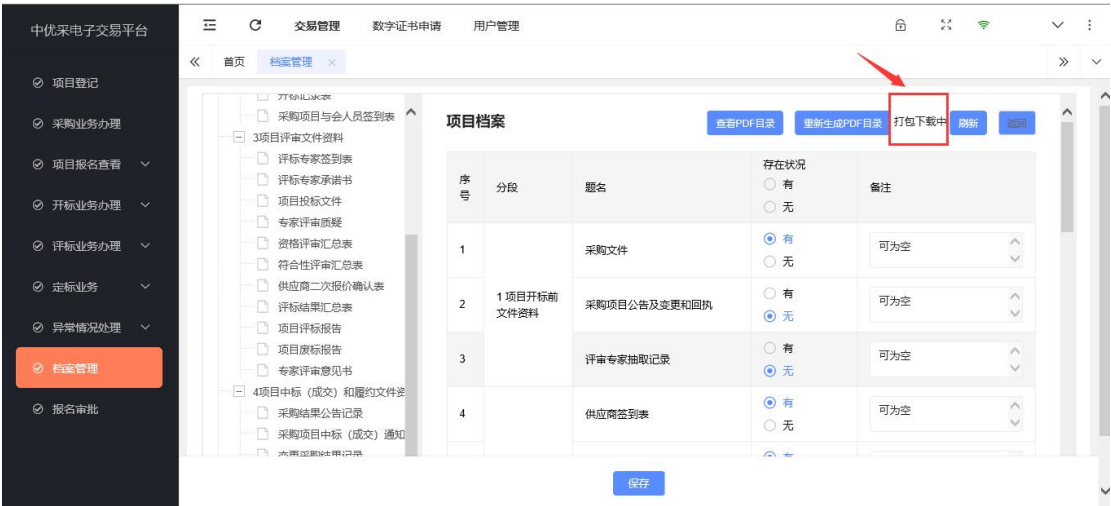 中优采电子交易平台
交易管理
数字证书申请
用户管理
首页
档案管理
项目登记
采购业务办理
项目报名查看
开标业务办理
评标业务办理
定标业务
异常情况处理
档案管理
报名审批
开标记录表
采购项目与会人员签到表
3项目评审文件资料
评标专家签到表
评标专家承诺书
项目投标文件
专家评审质疑
资格评审汇总表
符合性评审汇总表
供应商二次报价确认表
评标结果汇总表
项目评标报告
项目废标报告
专家评审意见书
4项目中标（成交）和履约文件资
采购结果公告记录
采购项目中标（成交）通知
变更采购结果记录
项目档案
查看PDF目录
重新生成PDF目录
打包下载中
刷新
返回
序号
分段
题名
存在状况
有
无
备注
1
采购文件
有
无
可为空
1 项目开标前
文件资料
2
采购项目公告及变更和回执
有
无
可为空
3
评审专家抽取记录
有
无
可为空
4
供应商签到表
有
无
可为空
有
保存